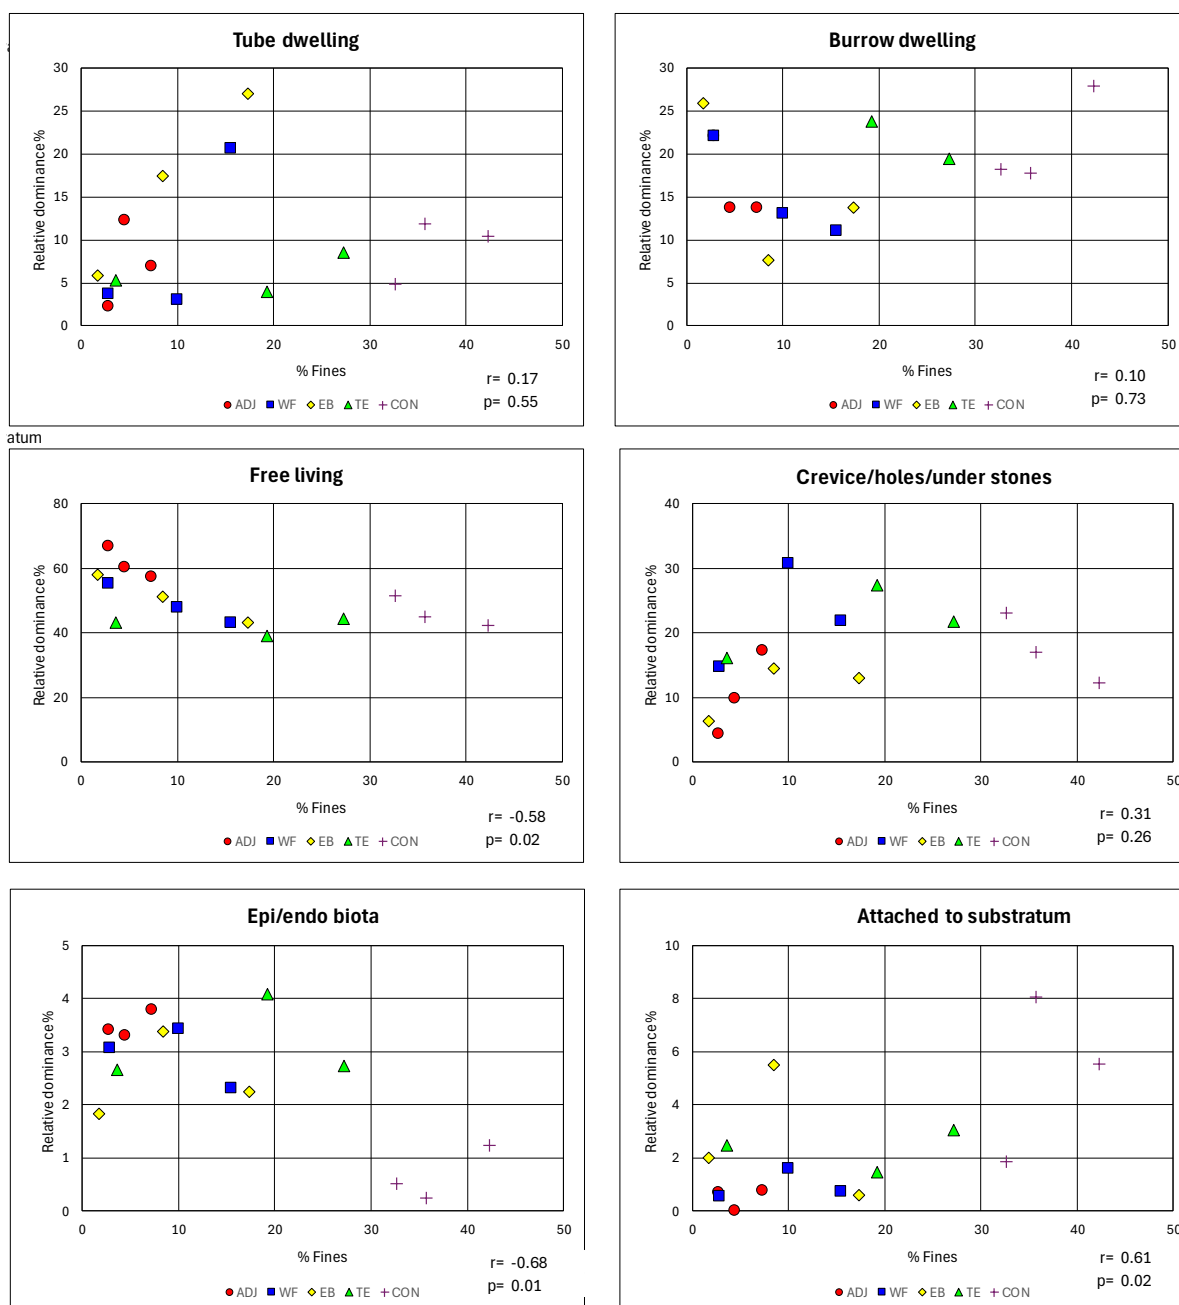 Tube dwelling
30
25
20
15
10
5
0
Relative dominance%
0 10 20 30 40 50
% Fines
r= 0.17
p= 0.55
ADJ WF EB TE CON
Burrow dwelling
30
25
20
15
10
5
0
Relative dominance%
0 10 20 30 40 50
% Fines
r= 0.10
p= 0.73
ADJ WF EB TE CON
atum
Free living
80
60
40
20
0
Relative dominance%
0 10 20 30 40 50
% Fines
r= -0.58
p= 0.02
ADJ WF EB TE CON
Crevice/holes/under stones
40
30
20
10
0
Relative dominance%
0 10 20 30 40 50
% Fines
r= 0.31
p= 0.26
ADJ WF EB TE CON
Epi/endo biota
5
4
3
2
1
0
Relative dominance%
0 10 20 30 40 50
% Fines
r= -0.68
p= 0.01
ADJ WF EB TE CON
Attached to substratum
10
8
6
4
2
0
Relative dominance%
0 10 20 30 40 50
% Fines
r= 0.61
p= 0.02
ADJ WF EB TE CON